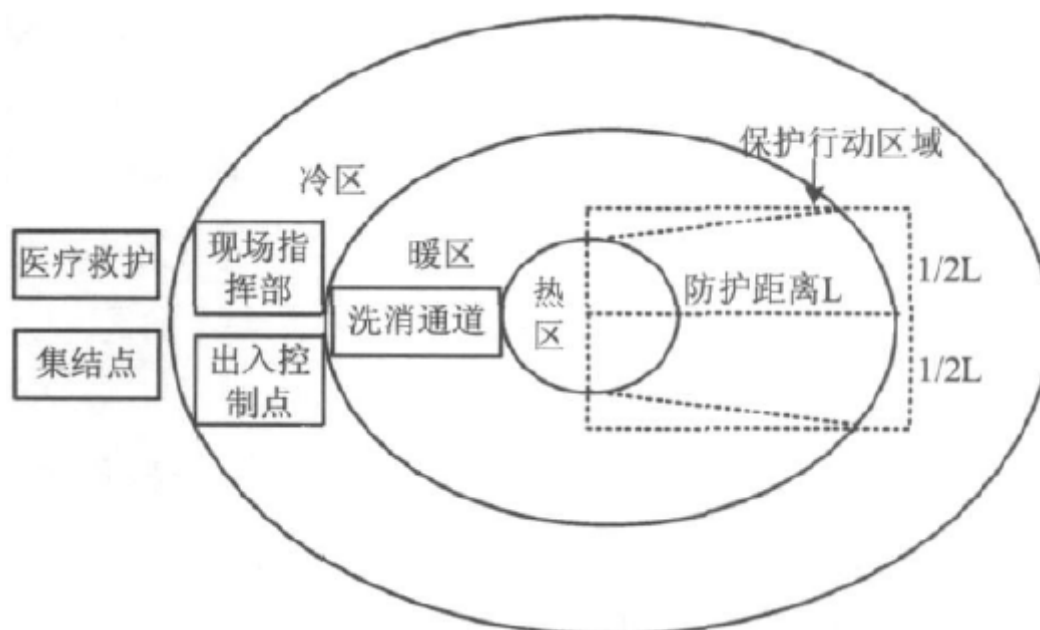 保护行动区域
冷区
医疗救护
现场指
挥部
暖区
热
区
防护距离L
1/2L
洗消通道
集结点
出入控
制点
1/2L